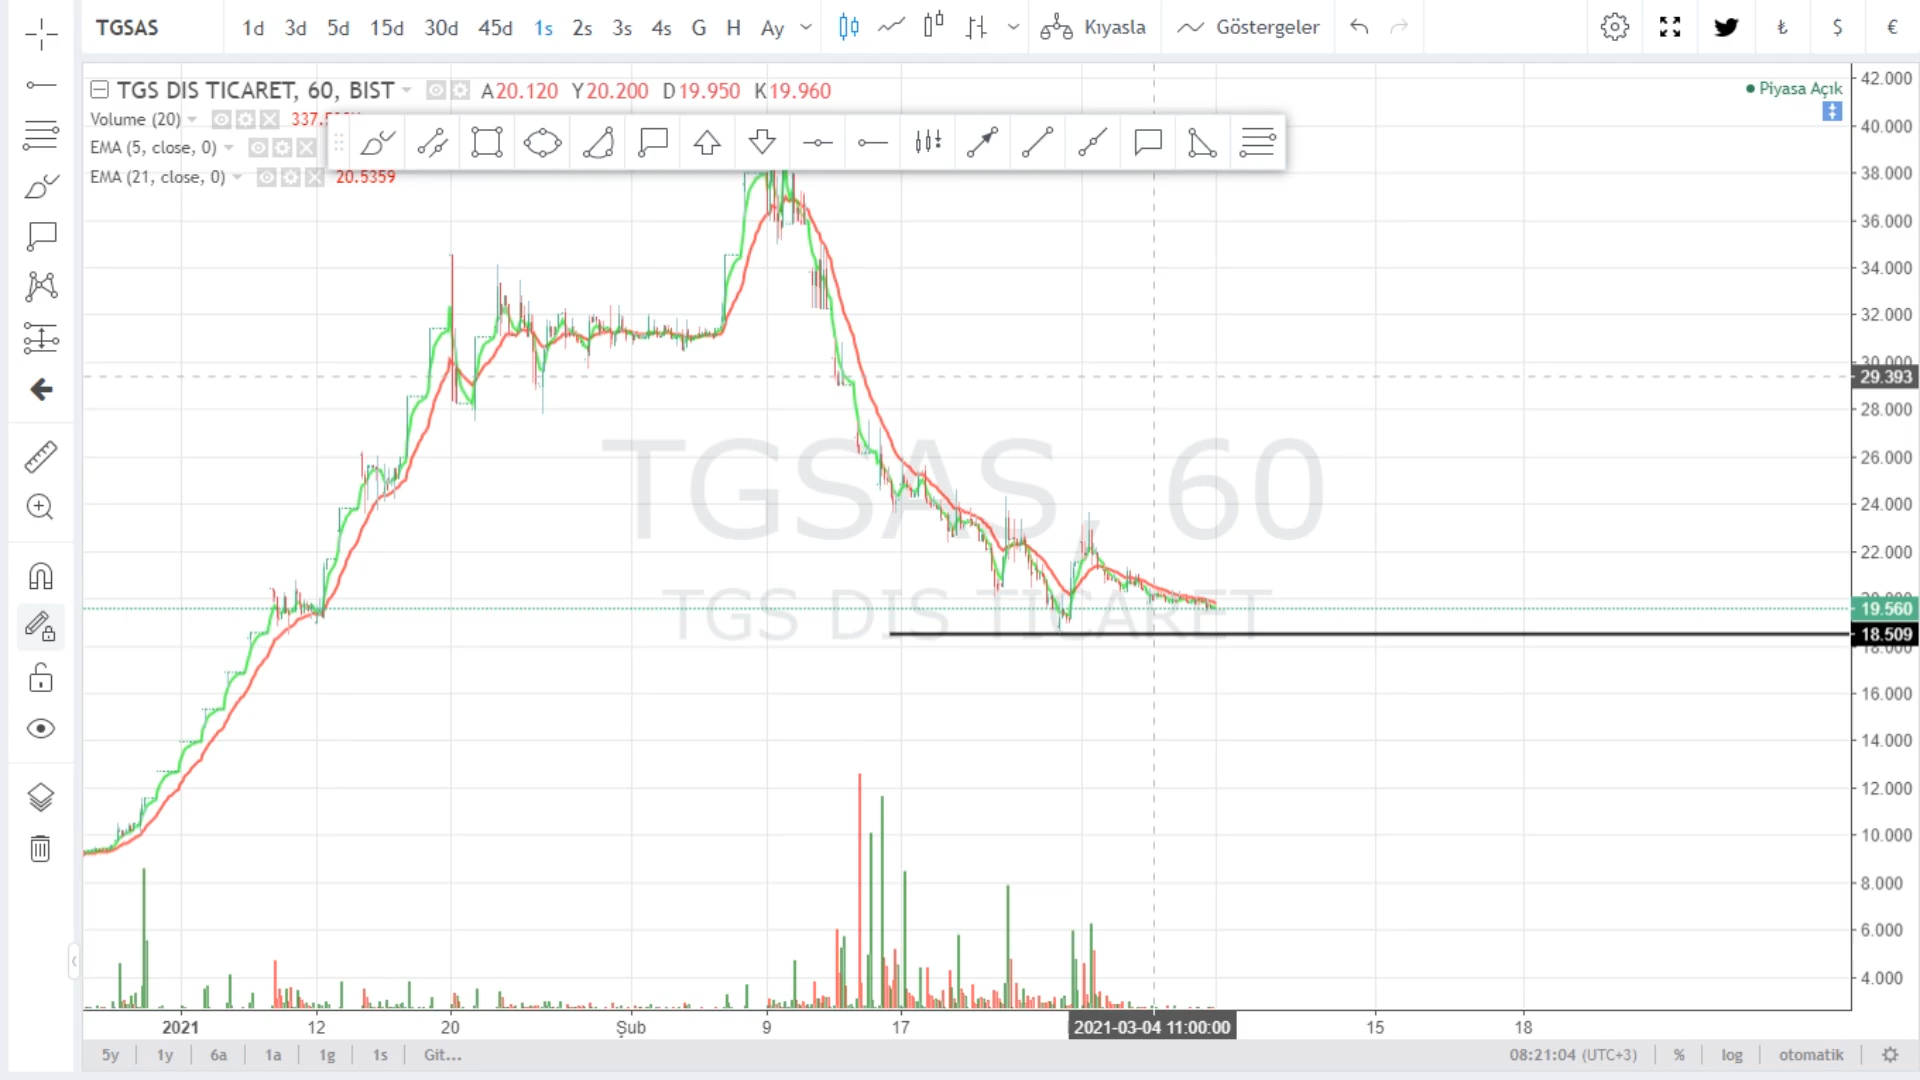 TGSAS 1d 3d 5d 15d 30d 45d 1s 2s 3s 4s G H Ay Kıyasla Göstergeler ₺ $ €
TGS DIS TICARET, 60, BIST A20.120 Y20.200 D19.950 K19.960
Piyasa Açık
Volume (20)
EMA (5, close, 0)
EMA (21, close, 0) 20.5359
TGSAS, 60
TGS DIS TICARET
42.000
40.000
38.000
36.000
34.000
32.000
30.000
29.393
28.000
26.000
24.000
22.000
19.560
18.509
18.000
16.000
14.000
12.000
10.000
8.000
6.000
4.000
2021 12 20 Şub 9 17 2021-03-04 11:00:00 15 18
5y 1y 6a 1a 1g 1s Git... 08:21:04 (UTC+3) % log otomatik